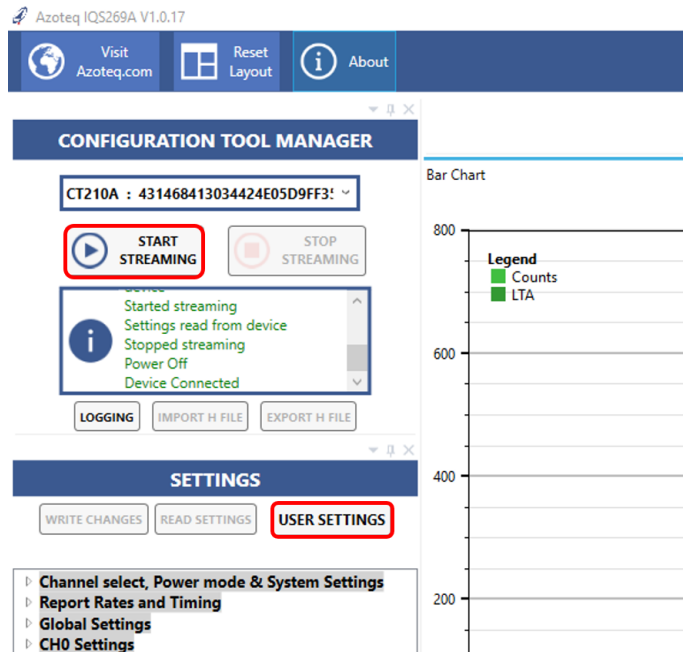 Azoteq IQS269A V1.0.17
Visit
Azoteq.com
Reset
Layout
About
CONFIGURATION TOOL MANAGER
CT210A : 431468413034424E05D9FF3
START
STREAMING
STOP
STREAMING
Started streaming
Settings read from device
Stopped streaming
Power Off
Device Connected
LOGGING
IMPORT H FILE
EXPORT H FILE
SETTINGS
WRITE CHANGES
READ SETTINGS
USER SETTINGS
Channel select, Power mode & System Settings
Report Rates and Timing
Global Settings
CH0 Settings
Bar Chart
800
Legend
Counts
LTA
600
400
200